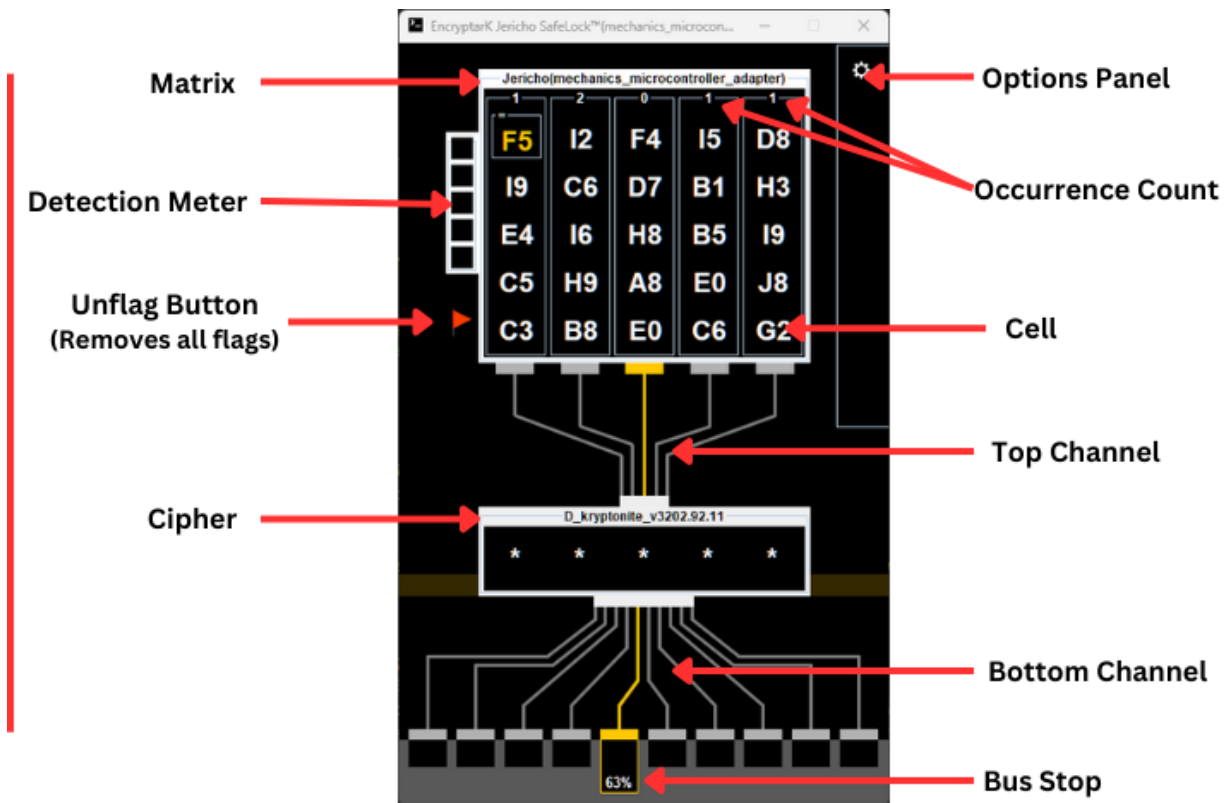 EncryptarK Jericho SafeLock™(mechanics_microcon...
Matrix
Jericho(mechanics_microcontroller_adapter)
Options Panel
1 2 0 1 1
F5 I2 F4 I5 D8
I9 C6 D7 B1 H3
Detection Meter
Occurrence Count
E4 I6 H8 B5 I9
C5 H9 A8 E0 J8
Unflag Button
(Removes all flags)
C3 B8 E0 C6 G2
Cell
Top Channel
Cipher
D_kryptonite_v3202.92.11
* * * * *
Bottom Channel
63%
Bus Stop